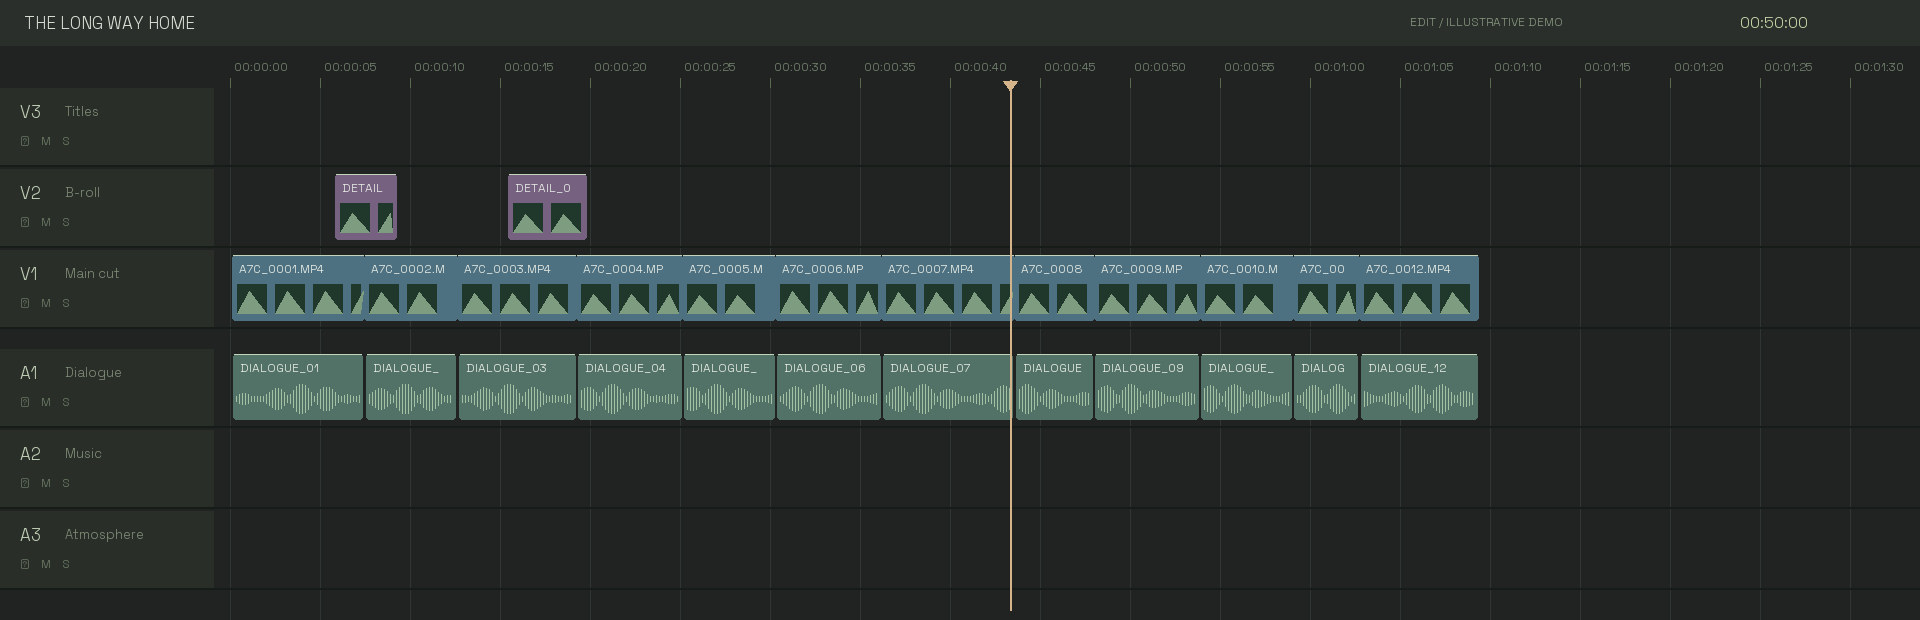 THE LONG WAY HOME
EDIT / ILLUSTRATIVE DEMO
00:50:00
00:00:00 00:00:05 00:00:10 00:00:15 00:00:20 00:00:25 00:00:30 00:00:35 00:00:40 00:00:45 00:00:50 00:00:55 00:01:00 00:01:05 00:01:10 00:01:15 00:01:20 00:01:25 00:01:30
V3 Titles
M S
V2 B-roll
M S
DETAIL DETAIL_0
V1 Main cut
M S
A7C_0001.MP4 A7C_0002.M A7C_0003.MP4 A7C_0004.MP A7C_0005.M A7C_0006.MP A7C_0007.MP4 A7C_0008 A7C_0009.MP A7C_0010.M A7C_00 A7C_0012.MP4
A1 Dialogue
M S
DIALOGUE_01 DIALOGUE_ DIALOGUE_03 DIALOGUE_04 DIALOGUE_ DIALOGUE_06 DIALOGUE_07 DIALOGUE DIALOGUE_09 DIALOGUE_ DIALOG DIALOGUE_12
A2 Music
M S
A3 Atmosphere
M S